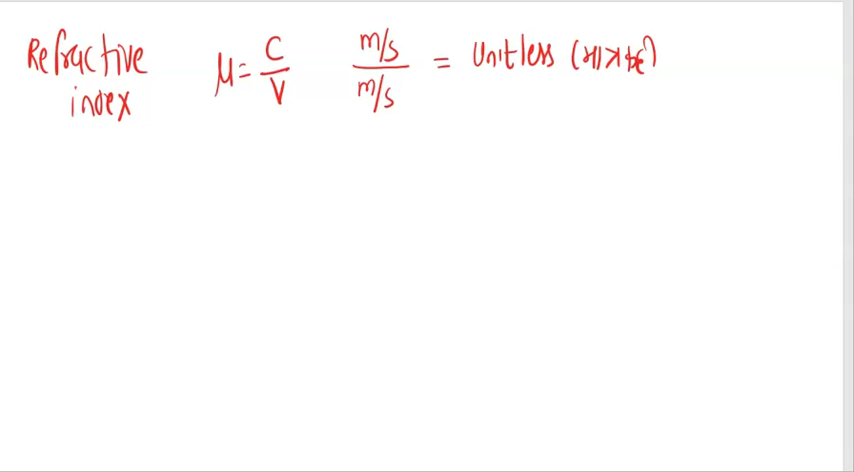 Refractive index
μ = C/V
m/s / m/s = Unitless